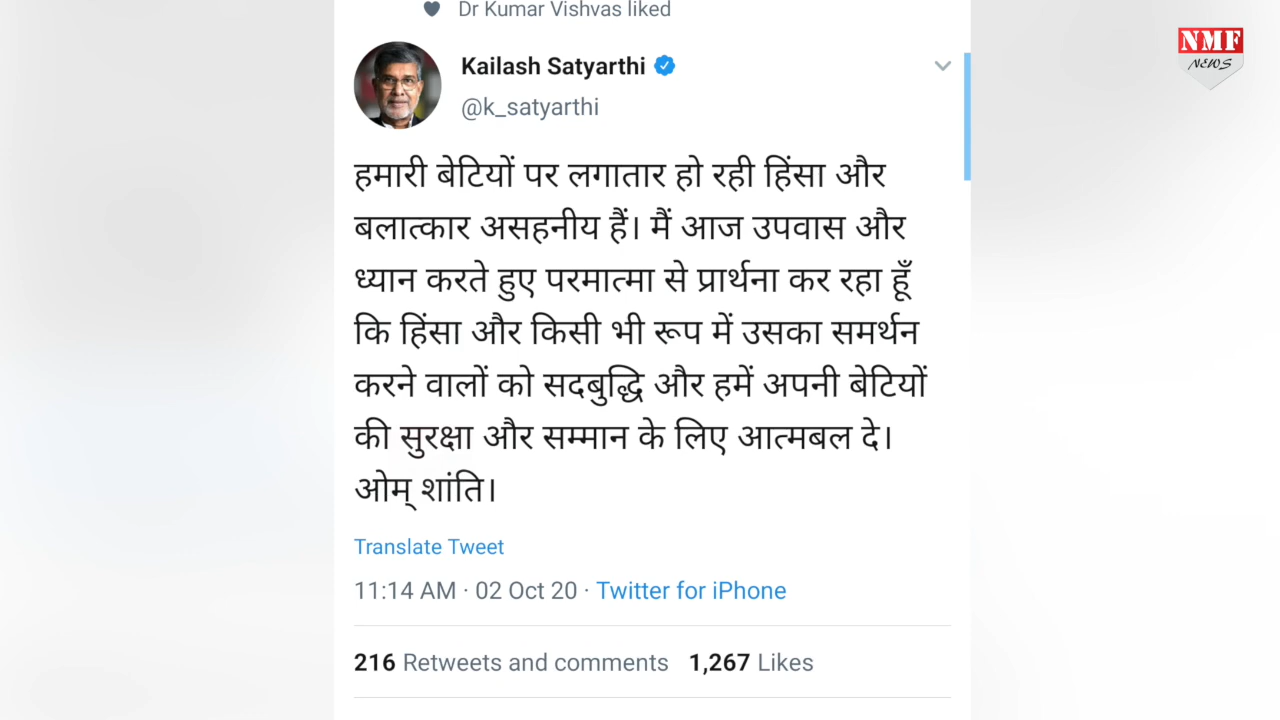 Dr Kumar Vishvas liked
NMF
NEWS
Kailash Satyarthi
@k_satyarthi
हमारी बेटियों पर लगातार हो रही हिंसा और
बलात्कार असहनीय हैं। मैं आज उपवास और
ध्यान करते हुए परमात्मा से प्रार्थना कर रहा हूँ
कि हिंसा और किसी भी रूप में उसका समर्थन
करने वालों को सदबुद्धि और हमें अपनी बेटियों
की सुरक्षा और सम्मान के लिए आत्मबल दे।
ओम् शांति।
Translate Tweet
11:14 AM · 02 Oct 20 · Twitter for iPhone
216 Retweets and comments 1,267 Likes